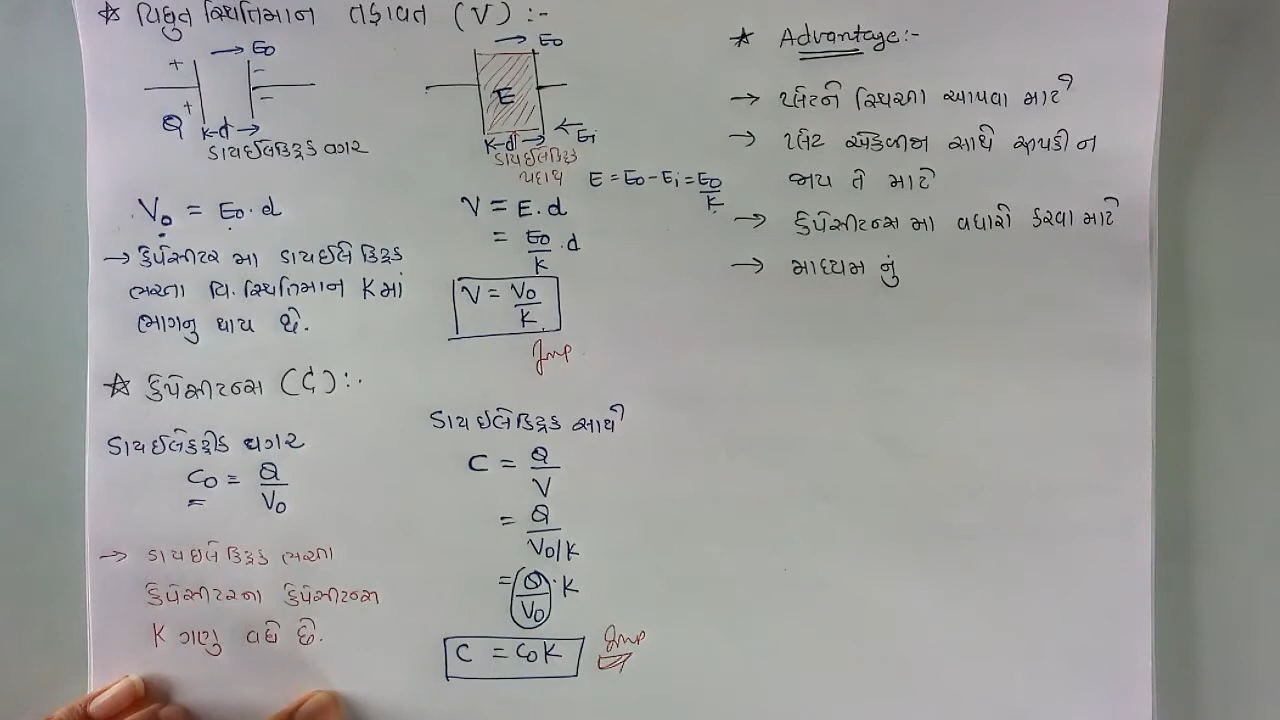 ☆ વિધુત સ્થિતિમાન તફાવત (V) :-
→ E0
+
-
+
-
Q
K-d→
ડાયઈલેક્ટ્રિક વગર
→ E0
E
← Ei
K-d→
ડાયઈલેક્ટ્રિક
પદાર્થ
E = E0 - Ei = E0/K
V0 = E0.d
→ કેપેસીટર મા ડાયઈલેક્ટ્રિક
ભરતા વિ. સ્થિતિમાન K માં
ભાગનુ થાય છે.
V = E.d
= E0/K .d
V = V0/K
Imp
☆ કેપેસીટન્સ (C) :-
ડાયઈલેક્ટ્રીક વગર
C0 = Q/V0
→ ડાયઈલેક્ટ્રિક ભરતા
કેપેસીટરના કેપેસીટન્સ
K ગણુ વધે છે.
ડાયઈલેક્ટ્રિક સાથે
C = Q/V
= Q/V0/K
= Q/V0 . K
C = C0K
Imp
☆ Advantage:-
→ પ્લેટને સ્થિરતા આપવા માટે
→ પ્લેટ એકબીજા સાથે અડકી ન
જાય તે માટે
→ કેપેસીટન્સ મા વધારો કરવા માટે
→ માધ્યમ નું